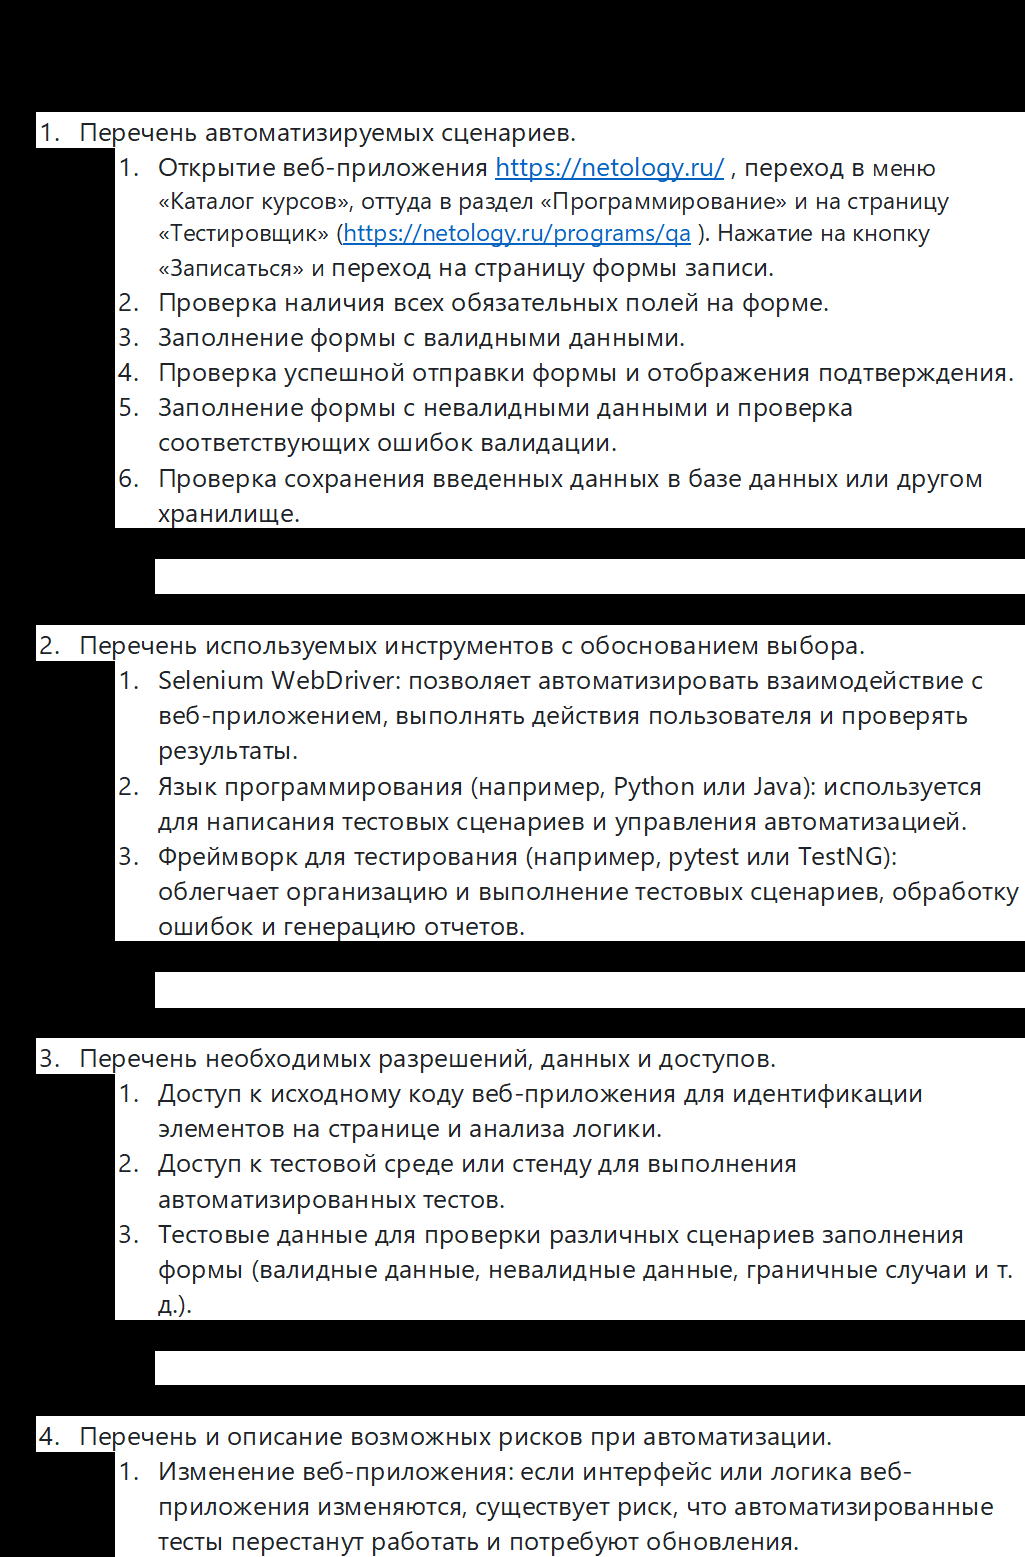 1. Перечень автоматизируемых сценариев.
1. Открытие веб-приложения https://netology.ru/ , переход в меню
«Каталог курсов», оттуда в раздел «Программирование» и на страницу
«Тестировщик» (https://netology.ru/programs/qa ). Нажатие на кнопку
«Записаться» и переход на страницу формы записи.
2. Проверка наличия всех обязательных полей на форме.
3. Заполнение формы с валидными данными.
4. Проверка успешной отправки формы и отображения подтверждения.
5. Заполнение формы с невалидными данными и проверка
соответствующих ошибок валидации.
6. Проверка сохранения введенных данных в базе данных или другом
хранилище.
2. Перечень используемых инструментов с обоснованием выбора.
1. Selenium WebDriver: позволяет автоматизировать взаимодействие с
веб-приложением, выполнять действия пользователя и проверять
результаты.
2. Язык программирования (например, Python или Java): используется
для написания тестовых сценариев и управления автоматизацией.
3. Фреймворк для тестирования (например, pytest или TestNG):
облегчает организацию и выполнение тестовых сценариев, обработку
ошибок и генерацию отчетов.
3. Перечень необходимых разрешений, данных и доступов.
1. Доступ к исходному коду веб-приложения для идентификации
элементов на странице и анализа логики.
2. Доступ к тестовой среде или стенду для выполнения
автоматизированных тестов.
3. Тестовые данные для проверки различных сценариев заполнения
формы (валидные данные, невалидные данные, граничные случаи и т.
д.).
4. Перечень и описание возможных рисков при автоматизации.
1. Изменение веб-приложения: если интерфейс или логика веб-
приложения изменяются, существует риск, что автоматизированные
тесты перестанут работать и потребуют обновления.